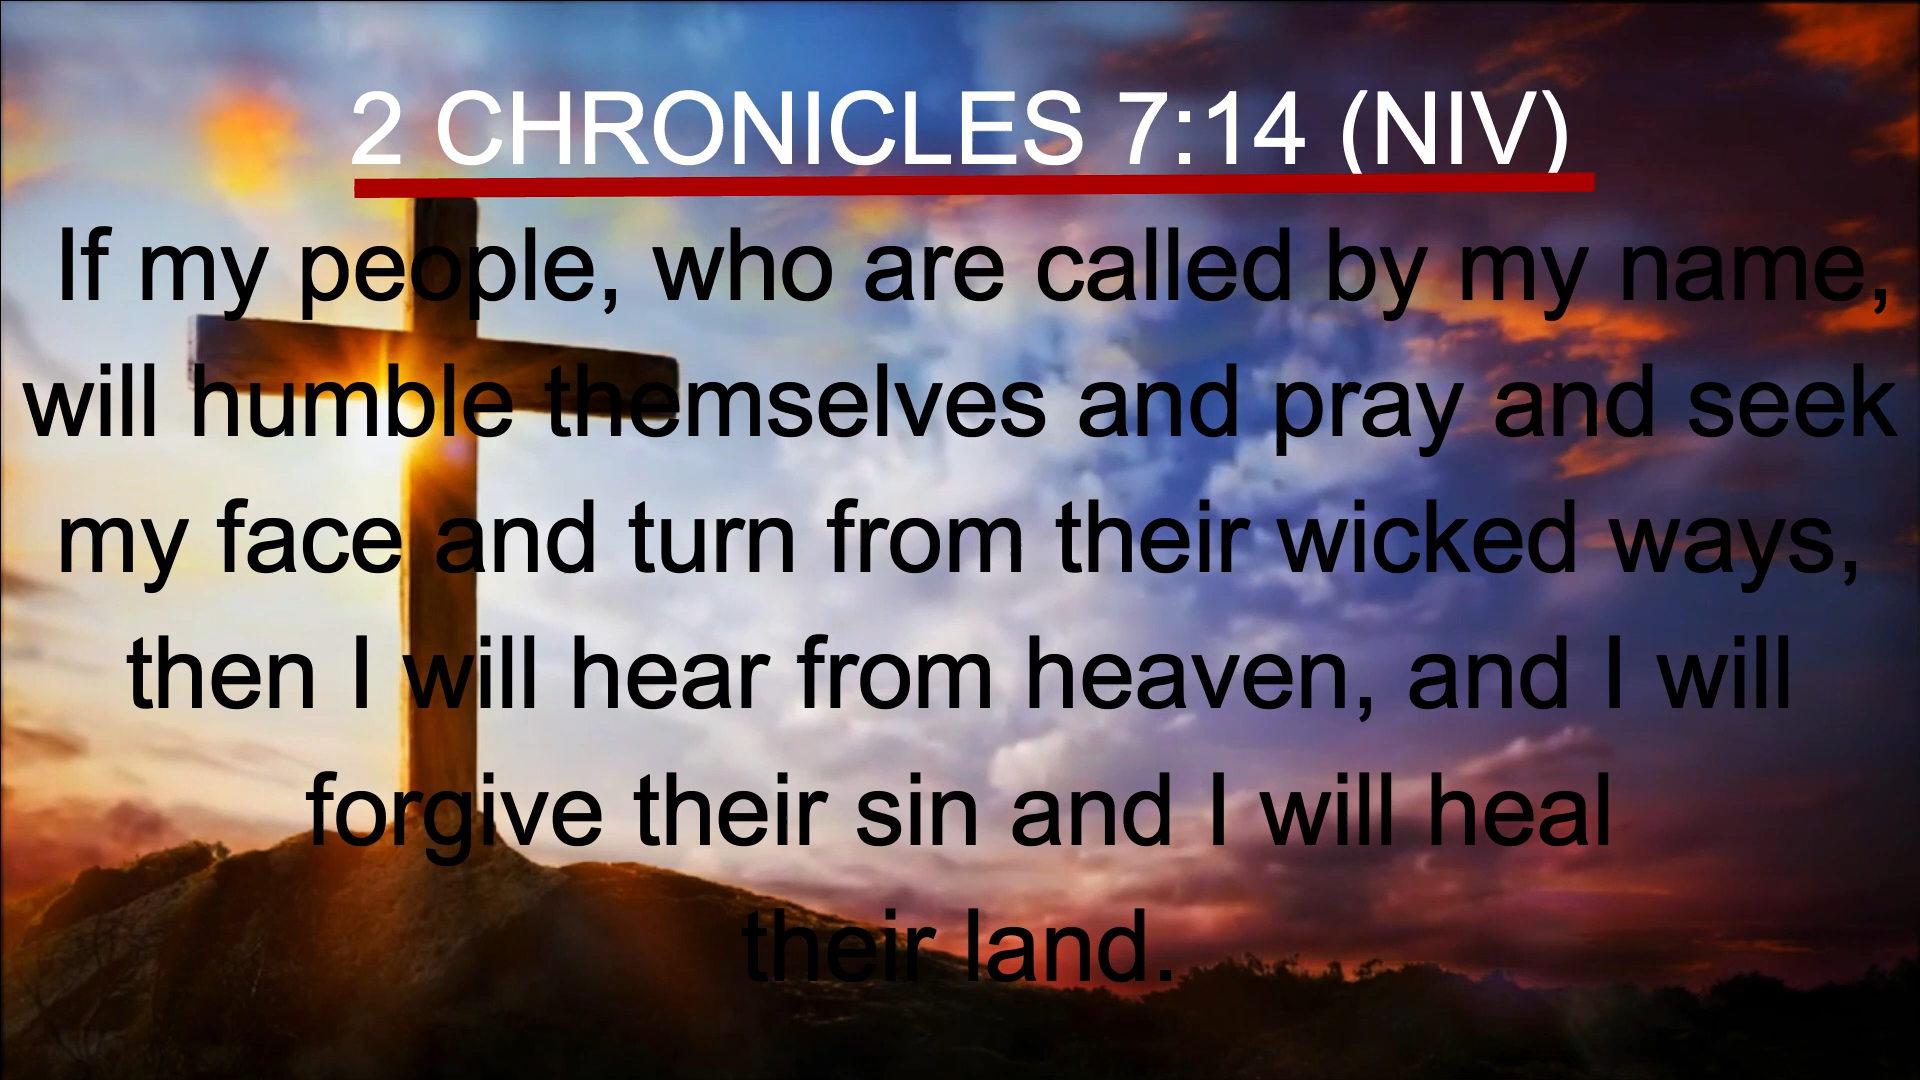 2 CHRONICLES 7:14 (NIV)
If my people, who are called by my name,
will humble themselves and pray and seek
my face and turn from their wicked ways,
then I will hear from heaven, and I will
forgive their sin and I will heal
their land.